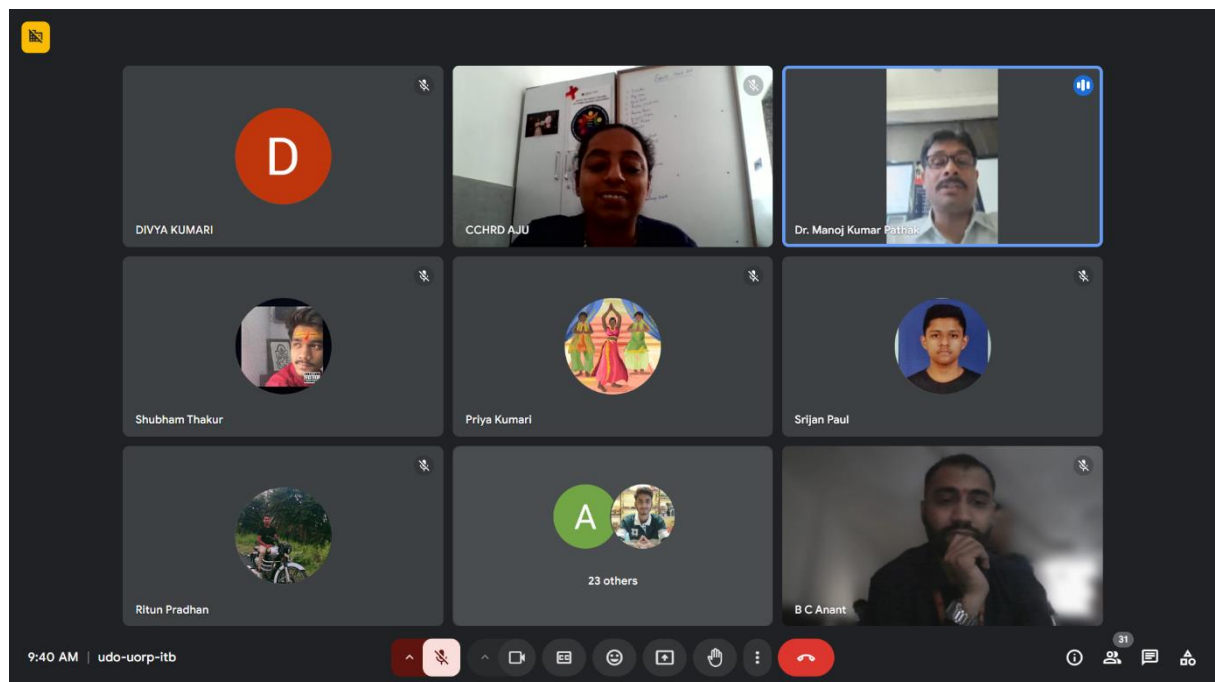 D
DIVYA KUMARI
CCHRD AJU
Dr. Manoj Kumar Pathak
Shubham Thakur
Priya Kumari
Srijan Paul
Ritun Pradhan
A
23 others
B C Anant
9:40 AM | udo-uorp-itb
CC
31